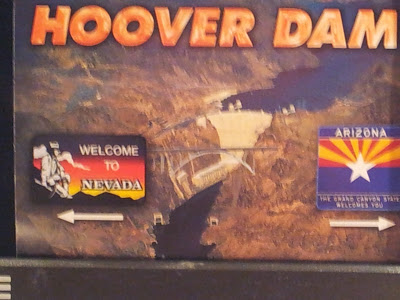 HOOVER DAM
WELCOME
TO
NEVADA
ARIZONA
THE GRAND CANYON STATE
WELCOMES YOU